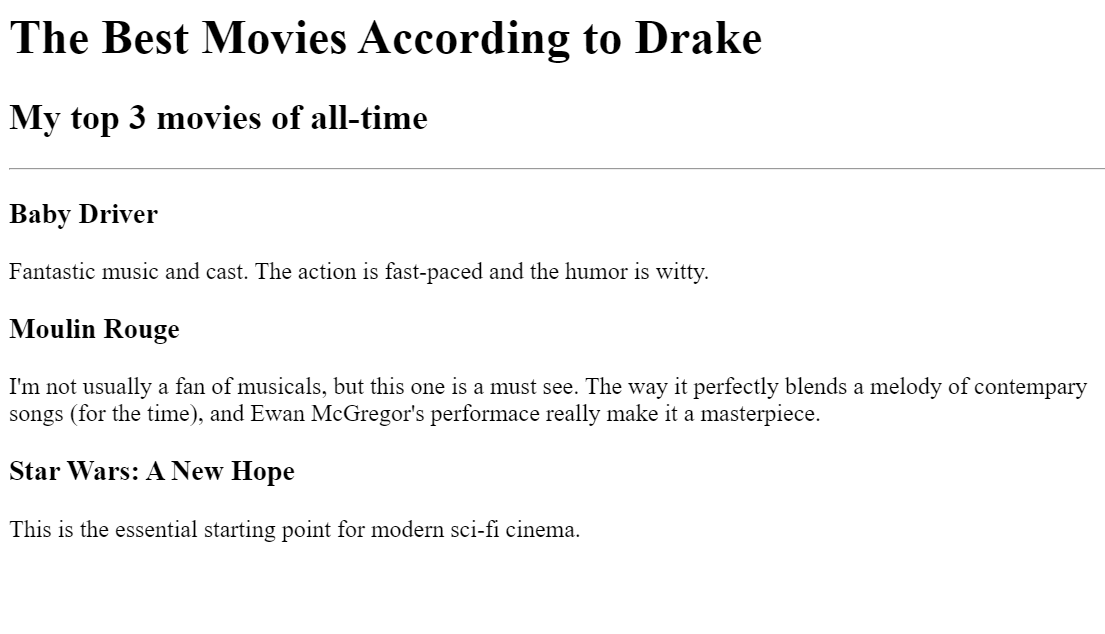 The Best Movies According to Drake
My top 3 movies of all-time
Baby Driver
Fantastic music and cast. The action is fast-paced and the humor is witty.
Moulin Rouge
I'm not usually a fan of musicals, but this one is a must see. The way it perfectly blends a melody of contempary
songs (for the time), and Ewan McGregor's performace really make it a masterpiece.
Star Wars: A New Hope
This is the essential starting point for modern sci-fi cinema.